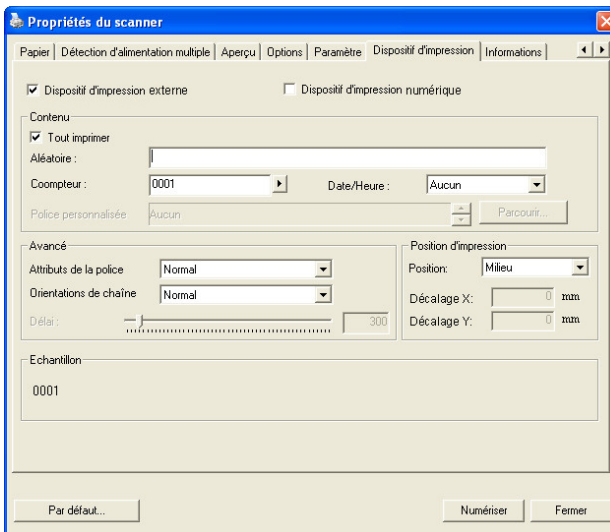 Propriétés du scanner
Papier Détection d'alimentation multiple Aperçu Options Paramètre Dispositif d'impression Informations
Dispositif d'impression externe Dispositif d'impression numérique
Contenu
Tout imprimer
Aléatoire :
Coompteur : 0001 Date/Heure : Aucun
Police personnalisée Aucun Parcourir...
Avancé Position d'impression
Attributs de la police Normal Position: Milieu
Orientations de chaîne Normal Décalage X: 0 mm
Délai : 300 Décalage Y: 0 mm
Echantillon
0001
Par défaut... Numériser Fermer